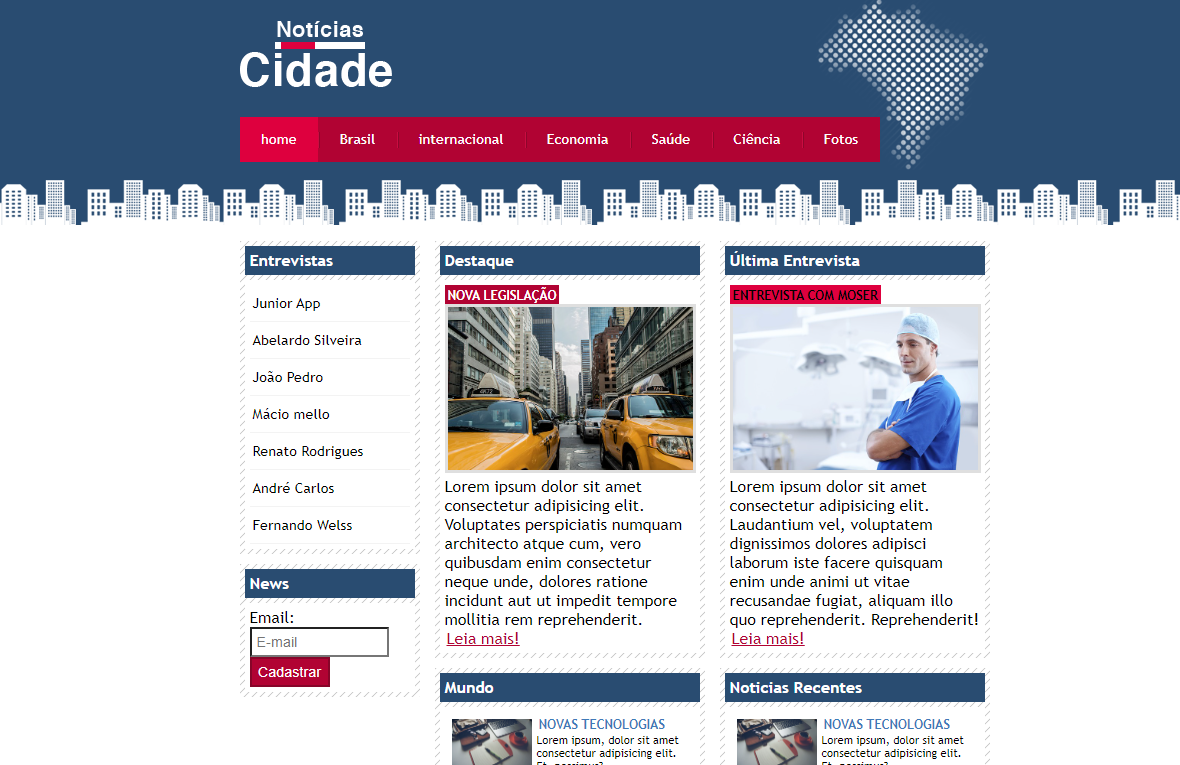 Notícias
Cidade
home Brasil internacional Economia Saúde Ciência Fotos
Entrevistas
Junior App
Abelardo Silveira
João Pedro
Mácio mello
Renato Rodrigues
André Carlos
Fernando Welss
News
Email:
E-mail
Cadastrar
Destaque
NOVA LEGISLAÇÃO
Lorem ipsum dolor sit amet
consectetur adipisicing elit.
Voluptates perspiciatis numquam
architecto atque cum, vero
quibusdam enim consectetur
neque unde, dolores ratione
incidunt aut ut impedit tempore
mollitia rem reprehenderit.
Leia mais!
Última Entrevista
ENTREVISTA COM MOSER
Lorem ipsum dolor sit amet
consectetur adipisicing elit.
Laudantium vel, voluptatem
dignissimos dolores adipisci
laborum iste facere quisquam
enim unde animi ut vitae
recusandae fugiat, aliquam illo
quo reprehenderit. Reprehenderit!
Leia mais!
Mundo
NOVAS TECNOLOGIAS
Lorem ipsum, dolor sit amet
consectetur adipisicing elit.
Noticias Recentes
NOVAS TECNOLOGIAS
Lorem ipsum, dolor sit amet
consectetur adipisicing elit.